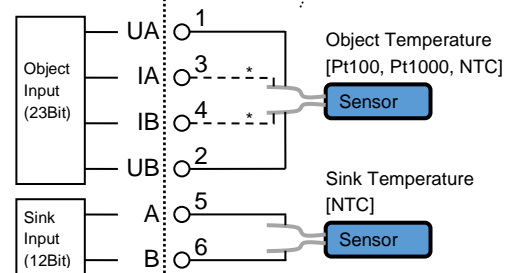 UA 1
Object Temperature
[Pt100, Pt1000, NTC]
Object
Input
(23Bit)
IA 3 *
Sensor
IB 4 *
UB 2
Sink Temperature
[NTC]
Sink
Input
(12Bit)
A 5
Sensor
B 6